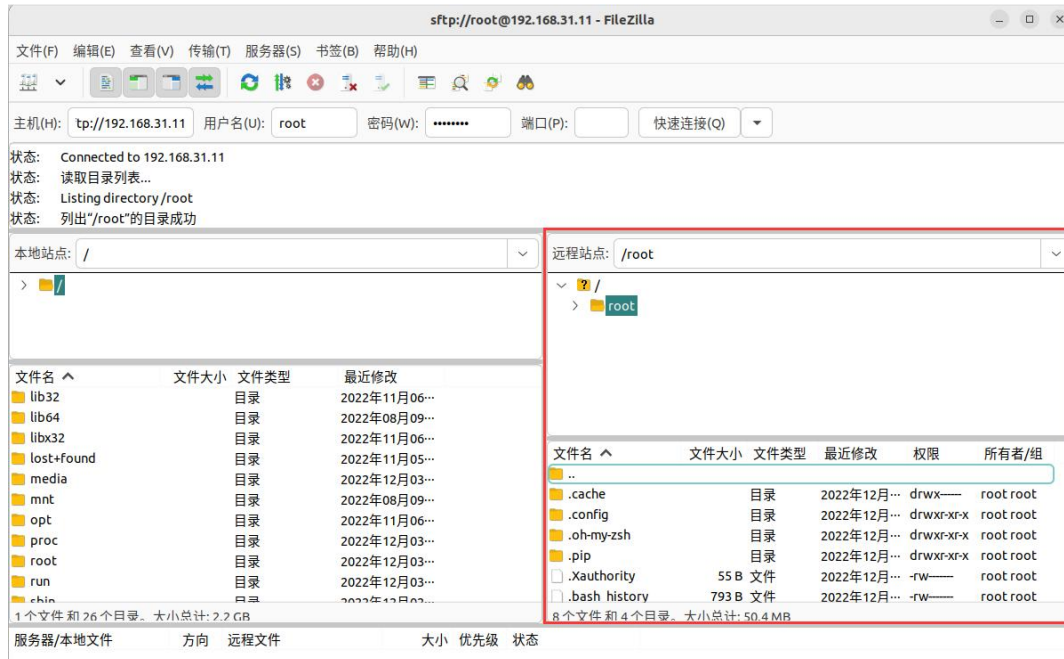 sftp://root@192.168.31.11 - FileZilla
文件(F) 编辑(E) 查看(V) 传输(T) 服务器(S) 书签(B) 帮助(H)
主机(H): tp://192.168.31.11 用户名(U): root 密码(W): •••••••• 端口(P): 快速连接(Q)
状态: Connected to 192.168.31.11
状态: 读取目录列表...
状态: Listing directory /root
状态: 列出“/root”的目录成功
本地站点: /
/
文件名 文件大小 文件类型 最近修改
lib32 目录 2022年11月06…
lib64 目录 2022年08月09…
libx32 目录 2022年11月06…
lost+found 目录 2022年11月05…
media 目录 2022年12月03…
mnt 目录 2022年08月09…
opt 目录 2022年11月06…
proc 目录 2022年12月03…
root 目录 2022年12月03…
run 目录 2022年12月03…
sbin 目录
1个文件 和 26个目录。大小总计: 2.2 GB
远程站点: /root
/
root
文件名 文件大小 文件类型 最近修改 权限 所有者/组
..
.cache 目录 2022年12月… drwx------ root root
.config 目录 2022年12月… drwxr-xr-x root root
.oh-my-zsh 目录 2022年12月… drwxr-xr-x root root
.pip 目录 2022年12月… drwxr-xr-x root root
.Xauthority 55 B 文件 2022年12月… -rw------- root root
.bash_history 793 B 文件 2022年12月… -rw------- root root
8个文件 和 4个目录。大小总计: 50.4 MB
服务器/本地文件 方向 远程文件 大小 优先级 状态